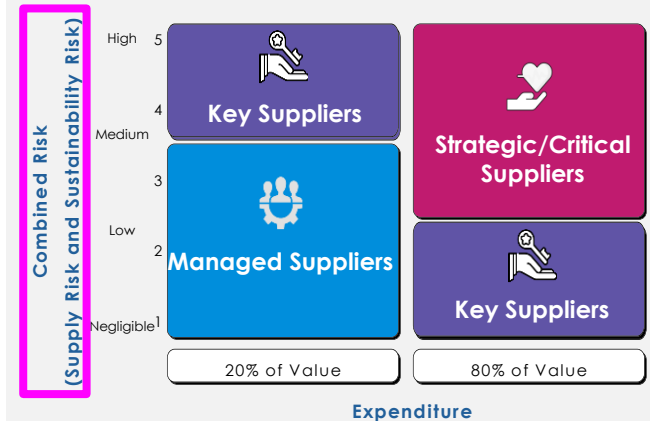 Combined Risk
(Supply Risk and Sustainability Risk)
High 5
4
Medium
3
Low
2
Negligible 1
Key Suppliers
Strategic/Critical
Suppliers
Managed Suppliers
Key Suppliers
20% of Value
80% of Value
Expenditure